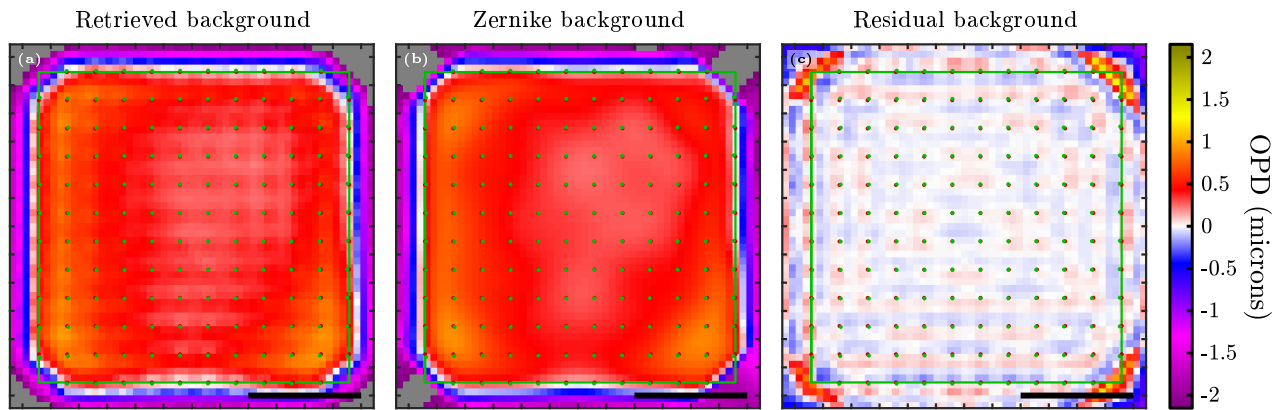 Retrieved background
Zernike background
Residual background
(a)
(b)
(c)
2
1.5
1
0.5
0
-0.5
-1
-1.5
-2
OPD (microns)